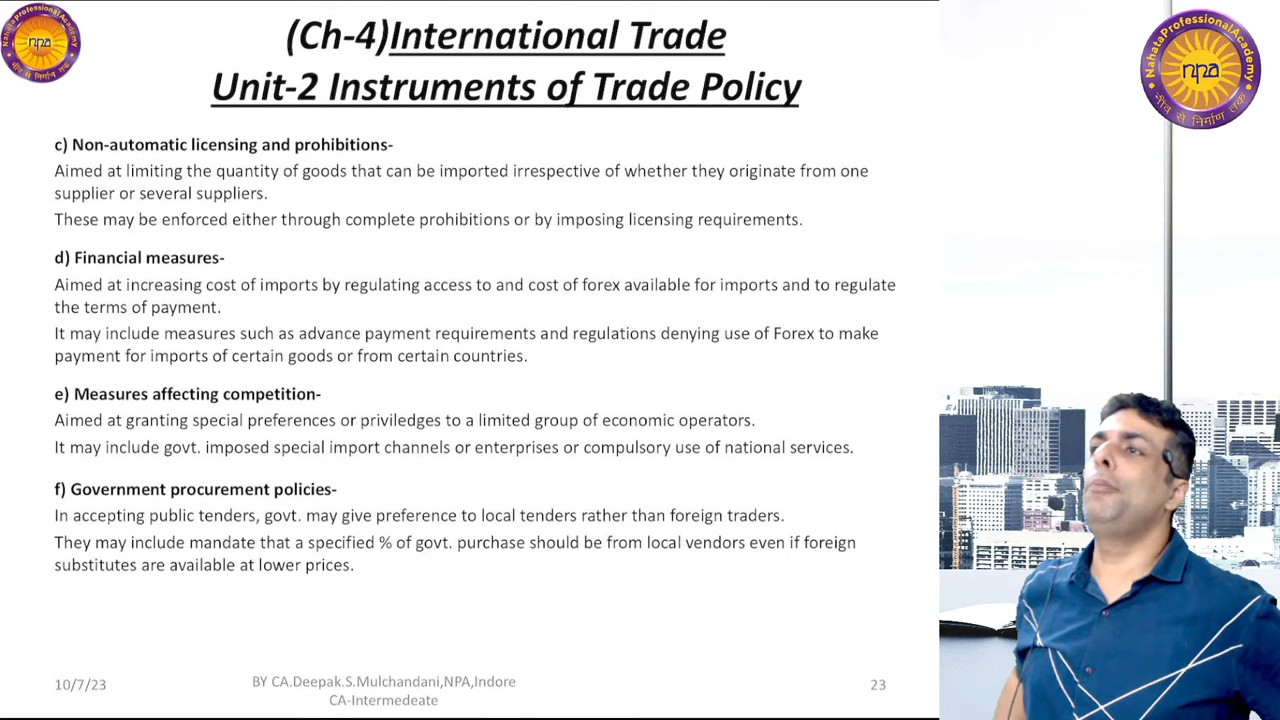 (Ch-4)International Trade
Unit-2 Instruments of Trade Policy
c) Non-automatic licensing and prohibitions-
Aimed at limiting the quantity of goods that can be imported irrespective of whether they originate from one
supplier or several suppliers.
These may be enforced either through complete prohibitions or by imposing licensing requirements.
d) Financial measures-
Aimed at increasing cost of imports by regulating access to and cost of forex available for imports and to regulate
the terms of payment.
It may include measures such as advance payment requirements and regulations denying use of Forex to make
payment for imports of certain goods or from certain countries.
e) Measures affecting competition-
Aimed at granting special preferences or priviledges to a limited group of economic operators.
It may include govt. imposed special import channels or enterprises or compulsory use of national services.
f) Government procurement policies-
In accepting public tenders, govt. may give preference to local tenders rather than foreign traders.
They may include mandate that a specified % of govt. purchase should be from local vendors even if foreign
substitutes are available at lower prices.
10/7/23
BY CA.Deepak.S.Mulchandani,NPA,Indore
CA-Intermedeate
23
NahataProfessionalAcademy
npa
नींव से निर्माण तक
NahataProfessionalAcademy
npa
नींव से निर्माण तक